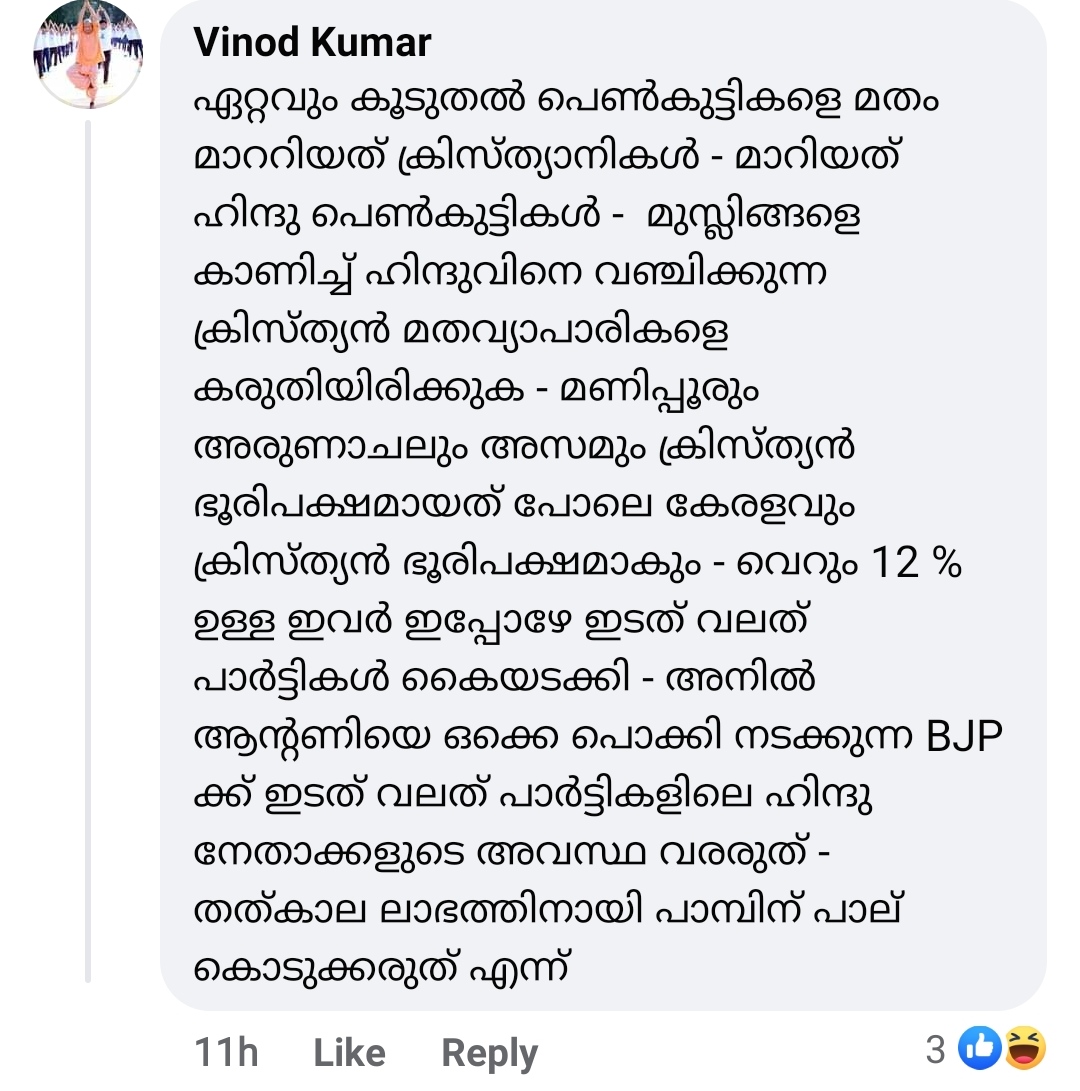 Vinod Kumar
ഏറ്റവും കൂടുതൽ പെൺകുട്ടികളെ മതം
മാററിയത് ക്രിസ്ത്യാനികൾ - മാറിയത്
ഹിന്ദു പെൺകുട്ടികൾ - മുസ്ലിങ്ങളെ
കാണിച്ച് ഹിന്ദുവിനെ വഞ്ചിക്കുന്ന
ക്രിസ്ത്യൻ മതവ്യാപാരികളെ
കരുതിയിരിക്കുക - മണിപ്പൂരും
അരുണാചലും അസമും ക്രിസ്ത്യൻ
ഭൂരിപക്ഷമായത് പോലെ കേരളവും
ക്രിസ്ത്യൻ ഭൂരിപക്ഷമാകും - വെറും 12 %
ഉള്ള ഇവർ ഇപ്പോഴേ ഇടത് വലത്
പാർട്ടികൾ കൈയടക്കി - അനിൽ
ആന്റണിയെ ഒക്കെ പൊക്കി നടക്കുന്ന BJP
ക്ക് ഇടത് വലത് പാർട്ടികളിലെ ഹിന്ദു
നേതാക്കളുടെ അവസ്ഥ വരരുത് -
തത്കാല ലാഭത്തിനായി പാമ്പിന് പാല്
കൊടുക്കരുത് എന്ന്
11h Like Reply 3